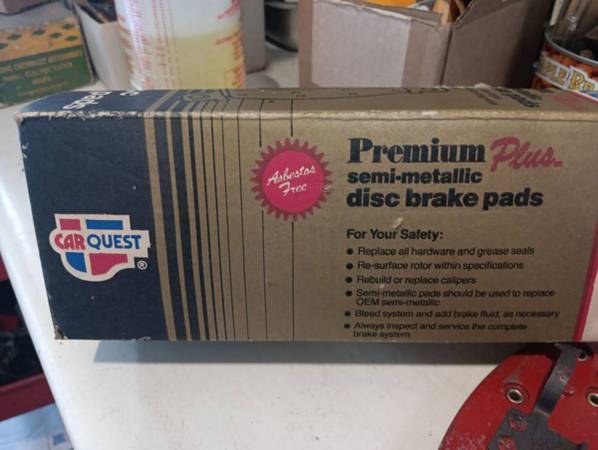 Premium Plus
semi-metallic
disc brake pads
Asbestos
Free
CARQUEST
®
For Your Safety:
• Replace all hardware and grease seals
• Re-surface rotor within specifications
• Rebuild or replace calipers
• Semi-metallic pads should be used to replace
OEM semi-metallic
• Bleed system and add brake fluid, as necessary
• Always inspect and service the complete
brake system